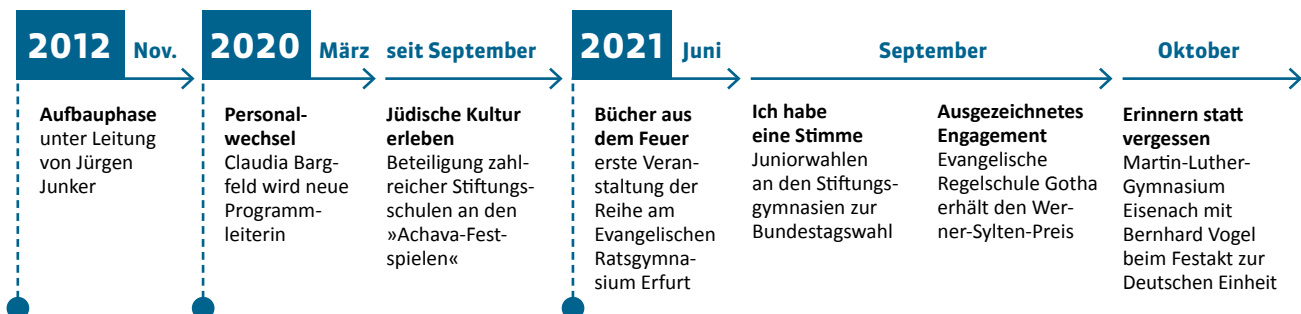 2012 Nov.
Aufbauphase
unter Leitung
von Jürgen
Junker
2020 März
Personal-
wechsel
Claudia Barg-
feld wird neue
Programm-
leiterin
seit September
Jüdische Kultur
erleben
Beteiligung zahl-
reicher Stiftungs-
schulen an den
»Achava-Fest-
spielen«
2021 Juni
Bücher aus
dem Feuer
erste Veran-
staltung der
Reihe am
Evangelischen
Ratsgymna-
sium Erfurt
September
Ich habe
eine Stimme
Juniorwahlen
an den Stiftungs-
gymnasien zur
Bundestagswahl
Ausgezeichnetes
Engagement
Evangelische
Regelschule Gotha
erhält den Wer-
ner-Sylten-Preis
Oktober
Erinnern statt
vergessen
Martin-Luther-
Gymnasium
Eisenach mit
Bernhard Vogel
beim Festakt zur
Deutschen Einheit